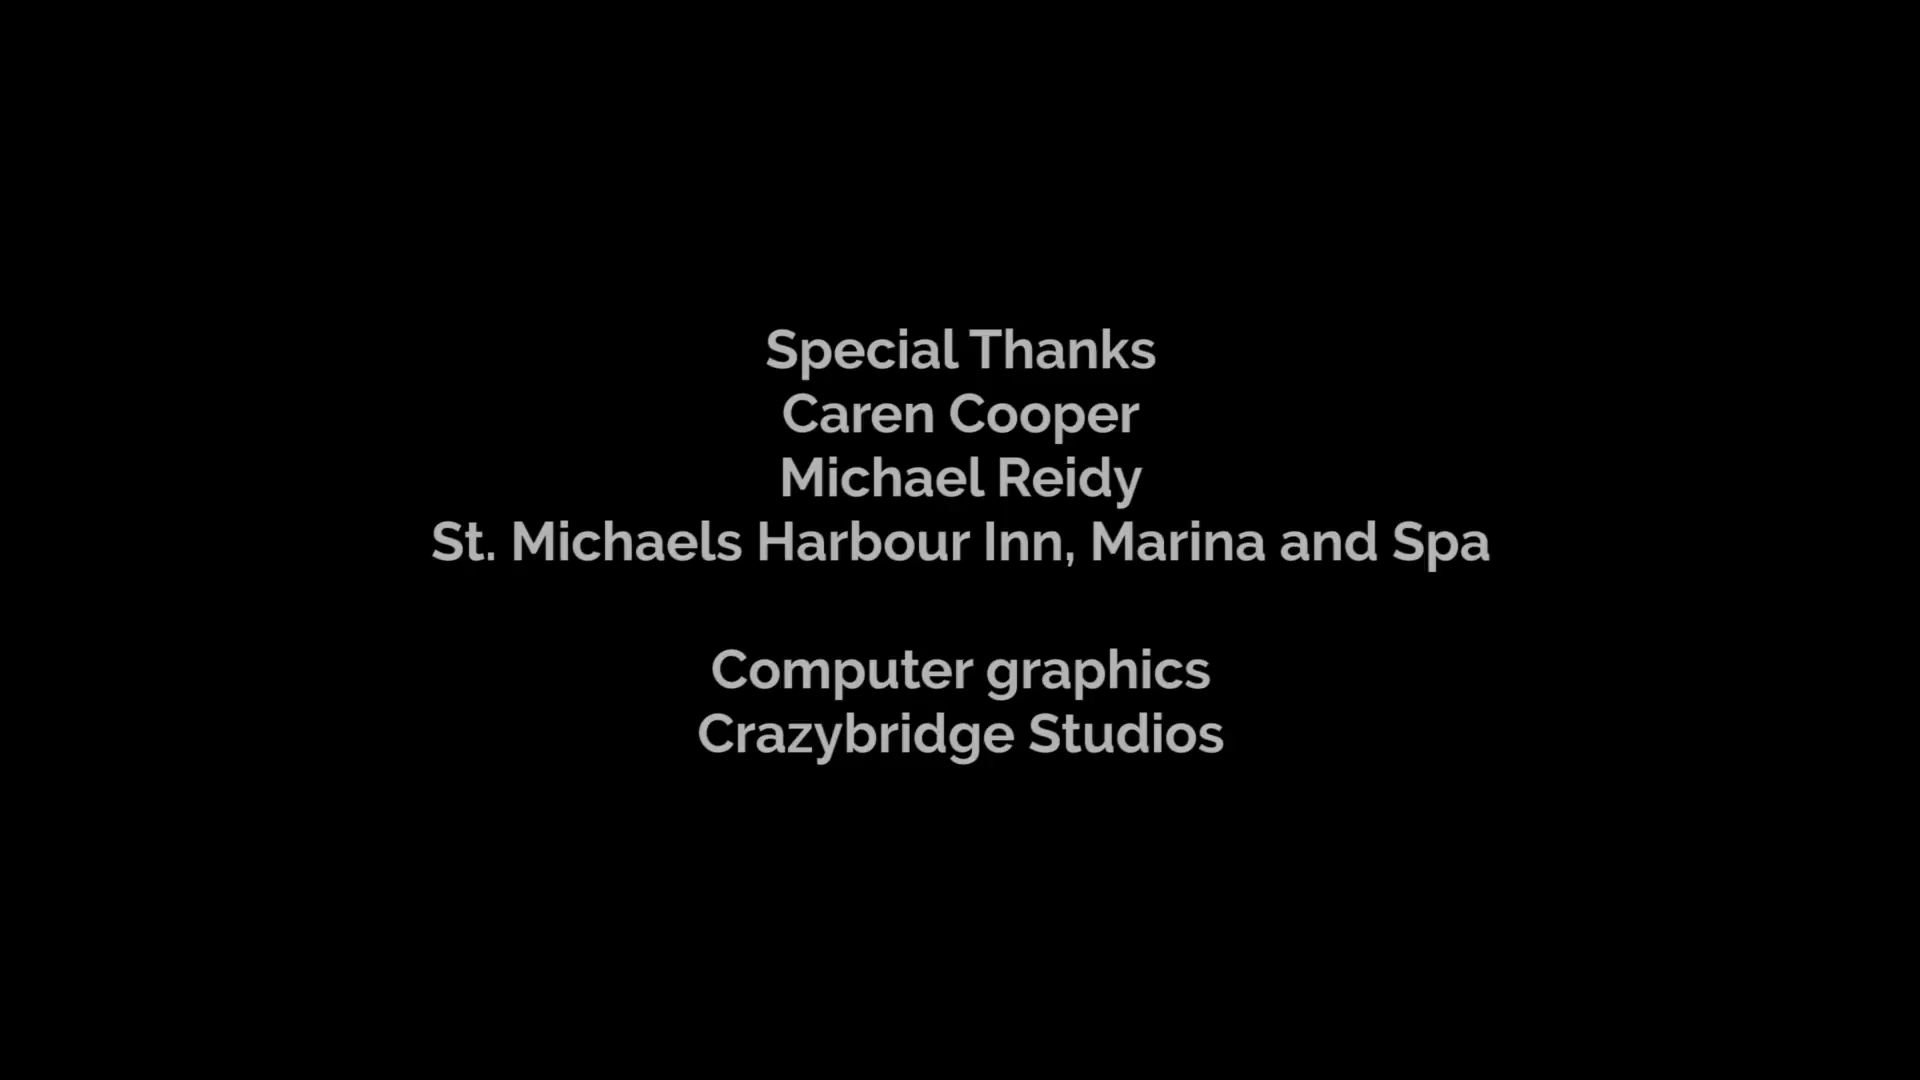 Special Thanks
Caren Cooper
Michael Reidy
St. Michaels Harbour Inn, Marina and Spa
Computer graphics
Crazybridge Studios